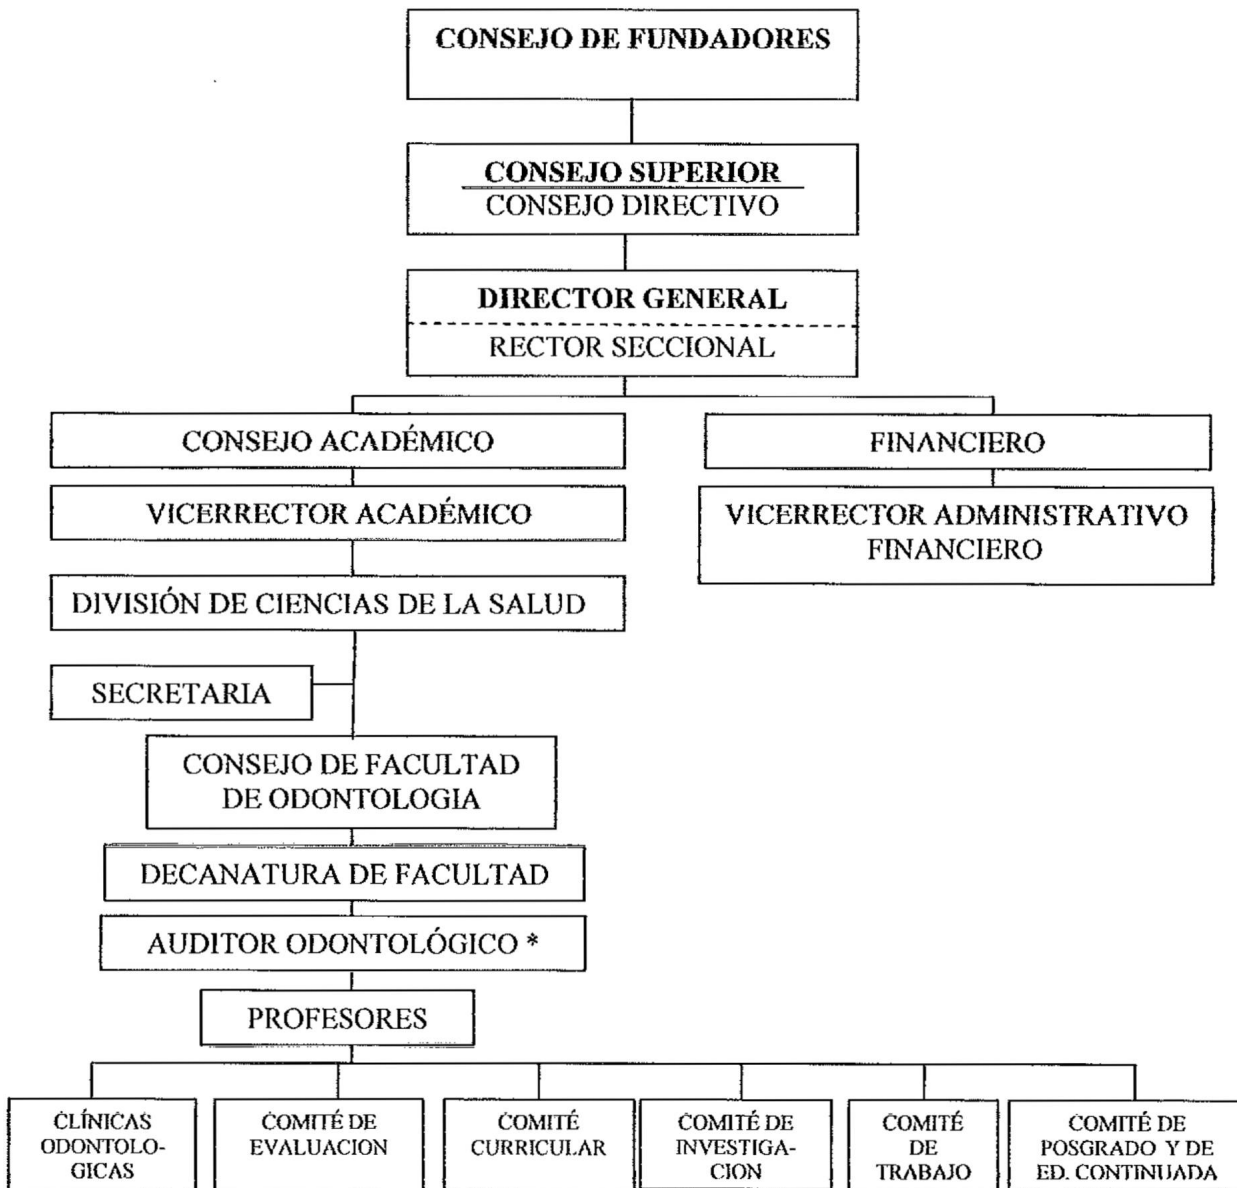 CONSEJO DE FUNDADORES
CONSEJO SUPERIOR
CONSEJO DIRECTIVO
DIRECTOR GENERAL
RECTOR SECCIONAL
CONSEJO ACADÉMICO
FINANCIERO
VICERRECTOR ACADÉMICO
VICERRECTOR ADMINISTRATIVO
FINANCIERO
DIVISIÓN DE CIENCIAS DE LA SALUD
SECRETARIA
CONSEJO DE FACULTAD
DE ODONTOLOGIA
DECANATURA DE FACULTAD
AUDITOR ODONTOLÓGICO *
PROFESORES
CLÍNICAS
ODONTOLO-
GICAS
COMITÉ DE
EVALUACION
COMITÉ
CURRICULAR
COMITÉ DE
INVESTIGA-
CION
COMITÉ
DE
TRABAJO
COMITÉ DE
POSGRADO Y DE
ED. CONTINUADA